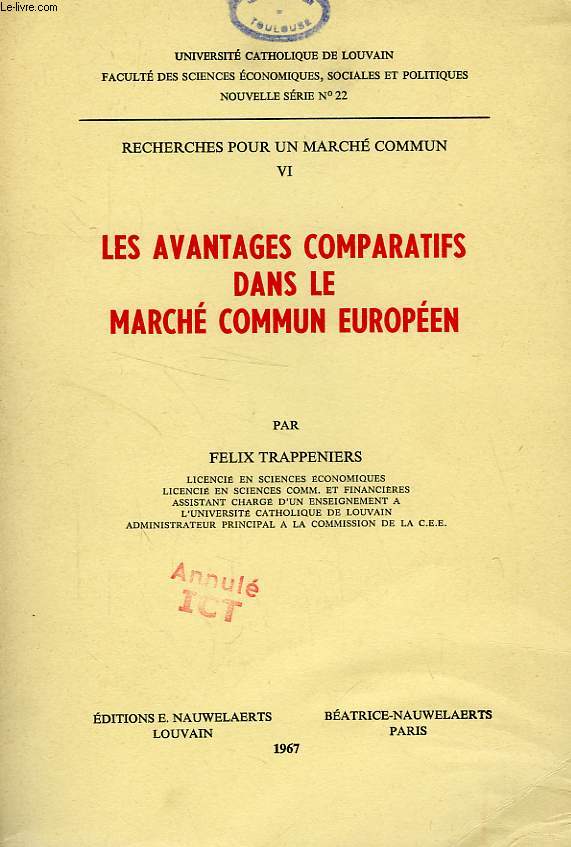 Le-livre.com
TOULOUSE
UNIVERSITÉ CATHOLIQUE DE LOUVAIN
FACULTÉ DES SCIENCES ÉCONOMIQUES, SOCIALES ET POLITIQUES
NOUVELLE SÉRIE Nº 22
RECHERCHES POUR UN MARCHÉ COMMUN
VI
LES AVANTAGES COMPARATIFS
DANS LE
MARCHÉ COMMUN EUROPÉEN
PAR
FELIX TRAPPENIERS
LICENCIÉ EN SCIENCES ÉCONOMIQUES
LICENCIÉ EN SCIENCES COMM. ET FINANCIÈRES
ASSISTANT CHARGÉ D'UN ENSEIGNEMENT A
L'UNIVERSITÉ CATHOLIQUE DE LOUVAIN
ADMINISTRATEUR PRINCIPAL A LA COMMISSION DE LA C.E.E.
Annulé
ICT
ÉDITIONS E. NAUWELAERTS
LOUVAIN
BÉATRICE-NAUWELAERTS
PARIS
1967